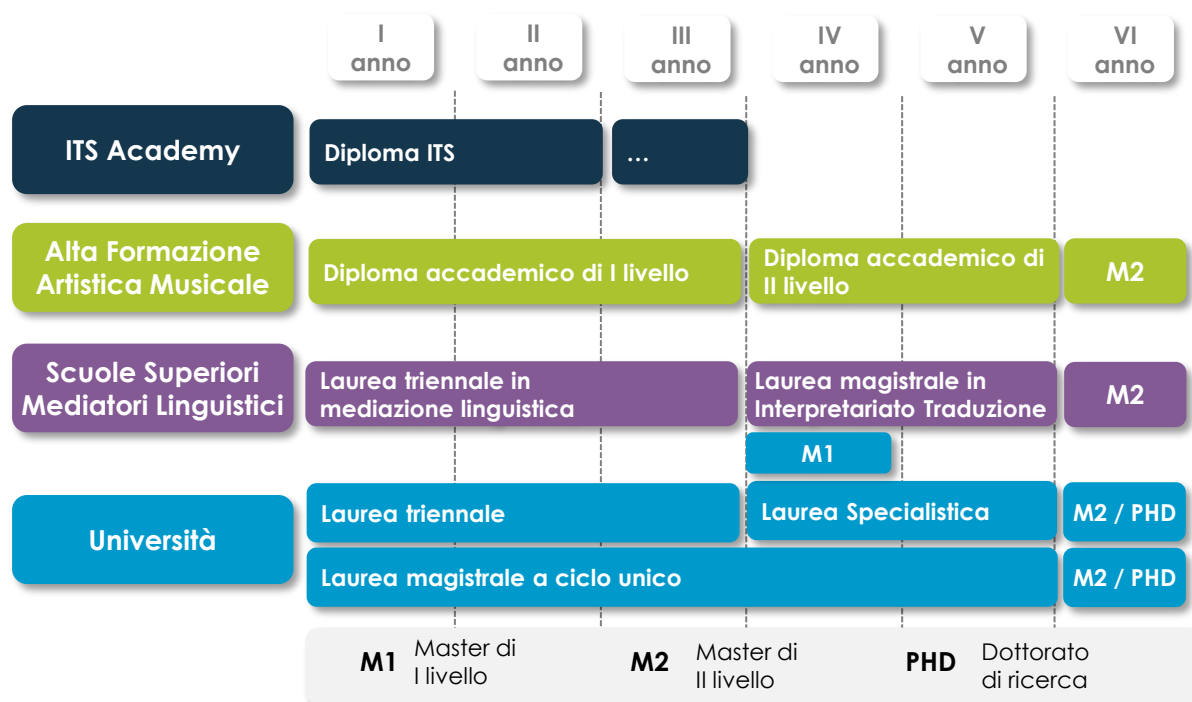 I
anno
II
anno
III
anno
IV
anno
V
anno
VI
anno
ITS Academy
Diploma ITS
...
Alta Formazione
Artistica Musicale
Diploma accademico di I livello
Diploma accademico di
II livello
M2
Scuole Superiori
Mediatori Linguistici
Laurea triennale in
mediazione linguistica
Laurea magistrale in
Interpretariato Traduzione
M2
M1
Università
Laurea triennale
Laurea Specialistica
M2 / PHD
Laurea magistrale a ciclo unico
M2 / PHD
M1 Master di
I livello
M2 Master di
II livello
PHD Dottorato
di ricerca